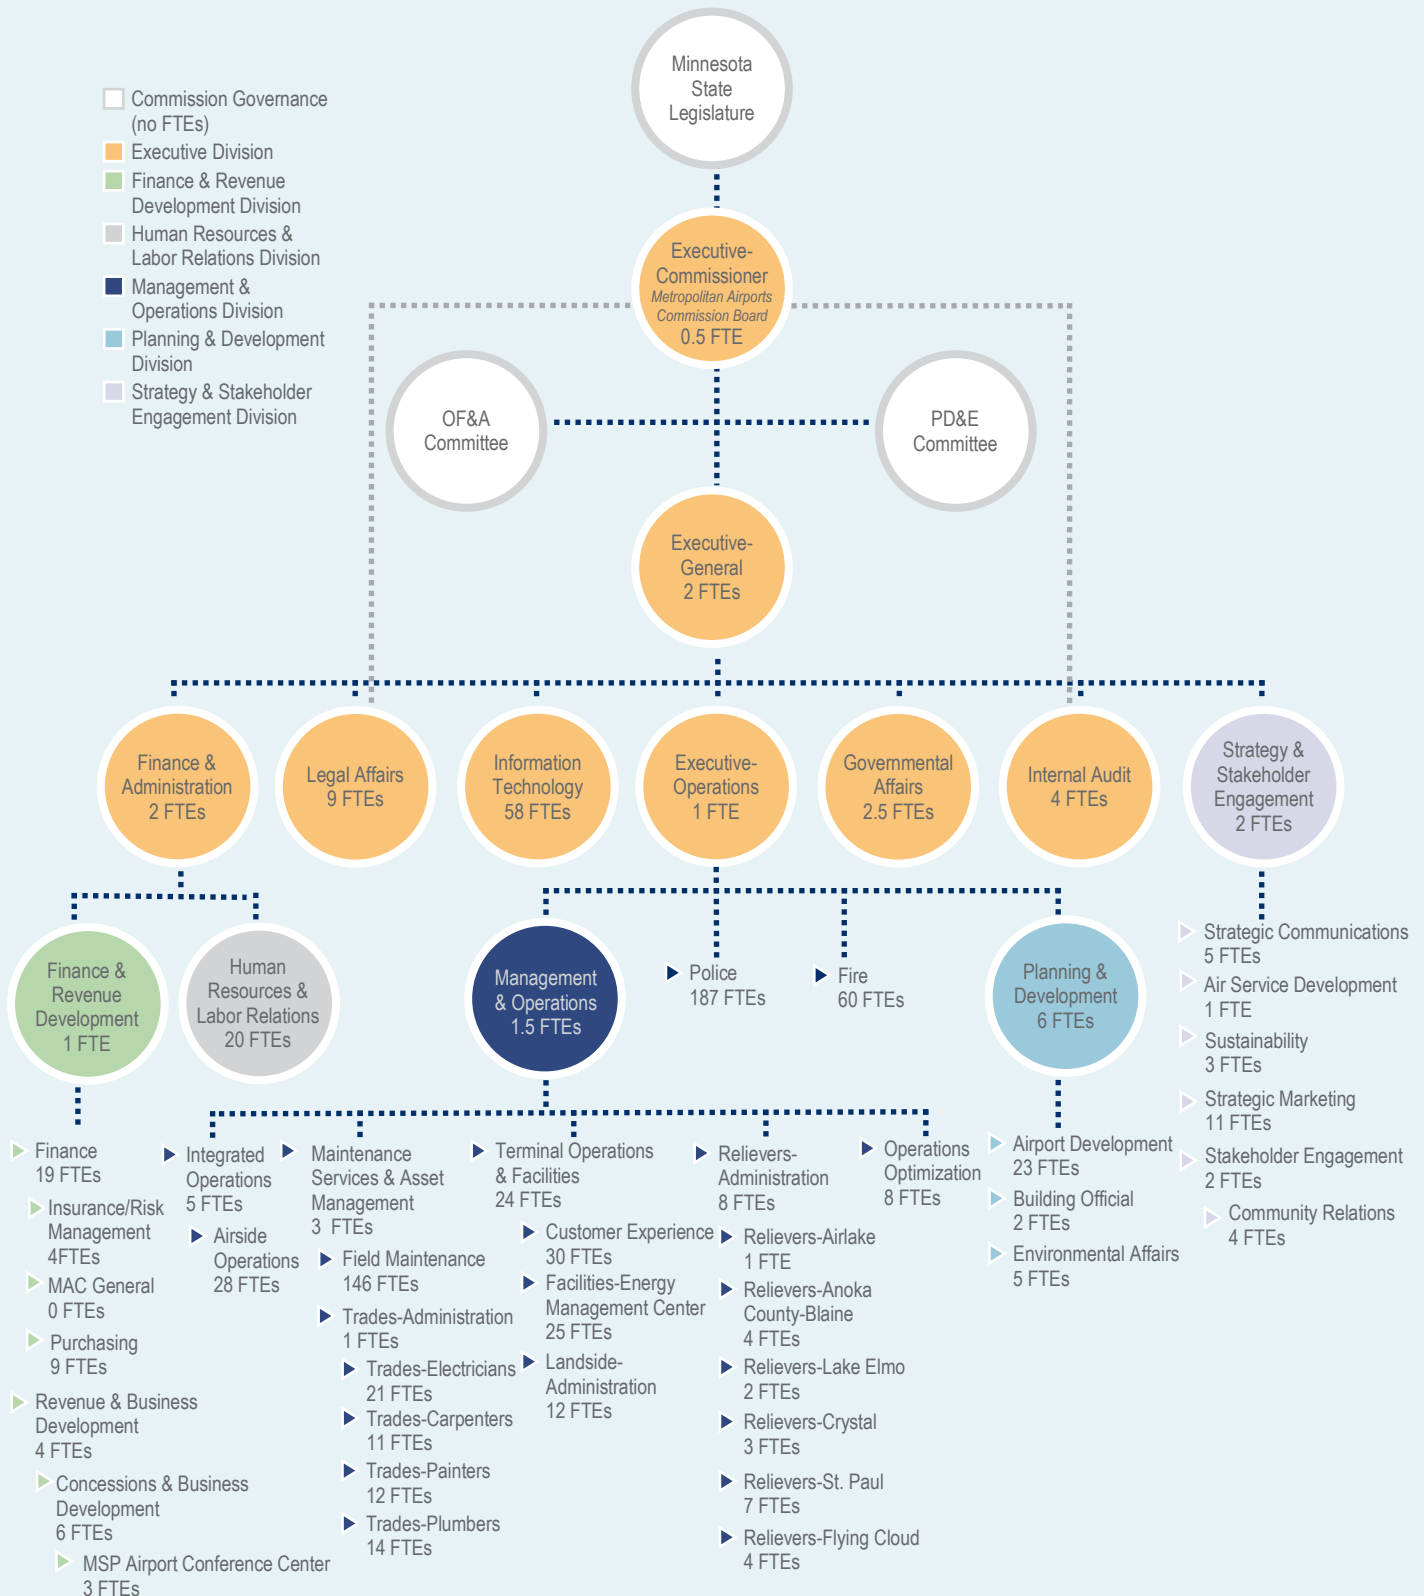 Minnesota
State
Legislature
Commission Governance
(no FTEs)
Executive Division
Finance & Revenue
Development Division
Human Resources &
Labor Relations Division
Management &
Operations Division
Planning & Development
Division
Strategy & Stakeholder
Engagement Division
Executive-
Commissioner
Metropolitan Airports
Commission Board
0.5 FTE
OF&A
Committee
PD&E
Committee
Executive-
General
2 FTEs
Finance &
Administration
2 FTEs
Legal Affairs
9 FTEs
Information
Technology
58 FTEs
Executive-
Operations
1 FTE
Governmental
Affairs
2.5 FTEs
Internal Audit
4 FTEs
Strategy &
Stakeholder
Engagement
2 FTEs
Finance &
Revenue
Development
1 FTE
Human
Resources &
Labor Relations
20 FTEs
Management
& Operations
1.5 FTEs
Police
187 FTEs
Fire
60 FTEs
Planning &
Development
6 FTEs
Strategic Communications
5 FTEs
Air Service Development
1 FTE
Sustainability
3 FTEs
Strategic Marketing
11 FTEs
Stakeholder Engagement
2 FTEs
Community Relations
4 FTEs
Finance
19 FTEs
Insurance/Risk
Management
4FTEs
MAC General
0 FTEs
Purchasing
9 FTEs
Revenue & Business
Development
4 FTEs
Concessions & Business
Development
6 FTEs
MSP Airport Conference Center
3 FTEs
Integrated
Operations
5 FTEs
Airside
Operations
28 FTEs
Maintenance
Services & Asset
Management
3 FTEs
Field Maintenance
146 FTEs
Trades-Administration
1 FTEs
Trades-Electricians
21 FTEs
Trades-Carpenters
11 FTEs
Trades-Painters
12 FTEs
Trades-Plumbers
14 FTEs
Terminal Operations
& Facilities
24 FTEs
Customer Experience
30 FTEs
Facilities-Energy
Management Center
25 FTEs
Landside-
Administration
12 FTEs
Relievers-
Administration
8 FTEs
Relievers-Airlake
1 FTE
Relievers-Anoka
County-Blaine
4 FTEs
Relievers-Lake Elmo
2 FTEs
Relievers-Crystal
3 FTEs
Relievers-St. Paul
7 FTEs
Relievers-Flying Cloud
4 FTEs
Operations
Optimization
8 FTEs
Airport Development
23 FTEs
Building Official
2 FTEs
Environmental Affairs
5 FTEs